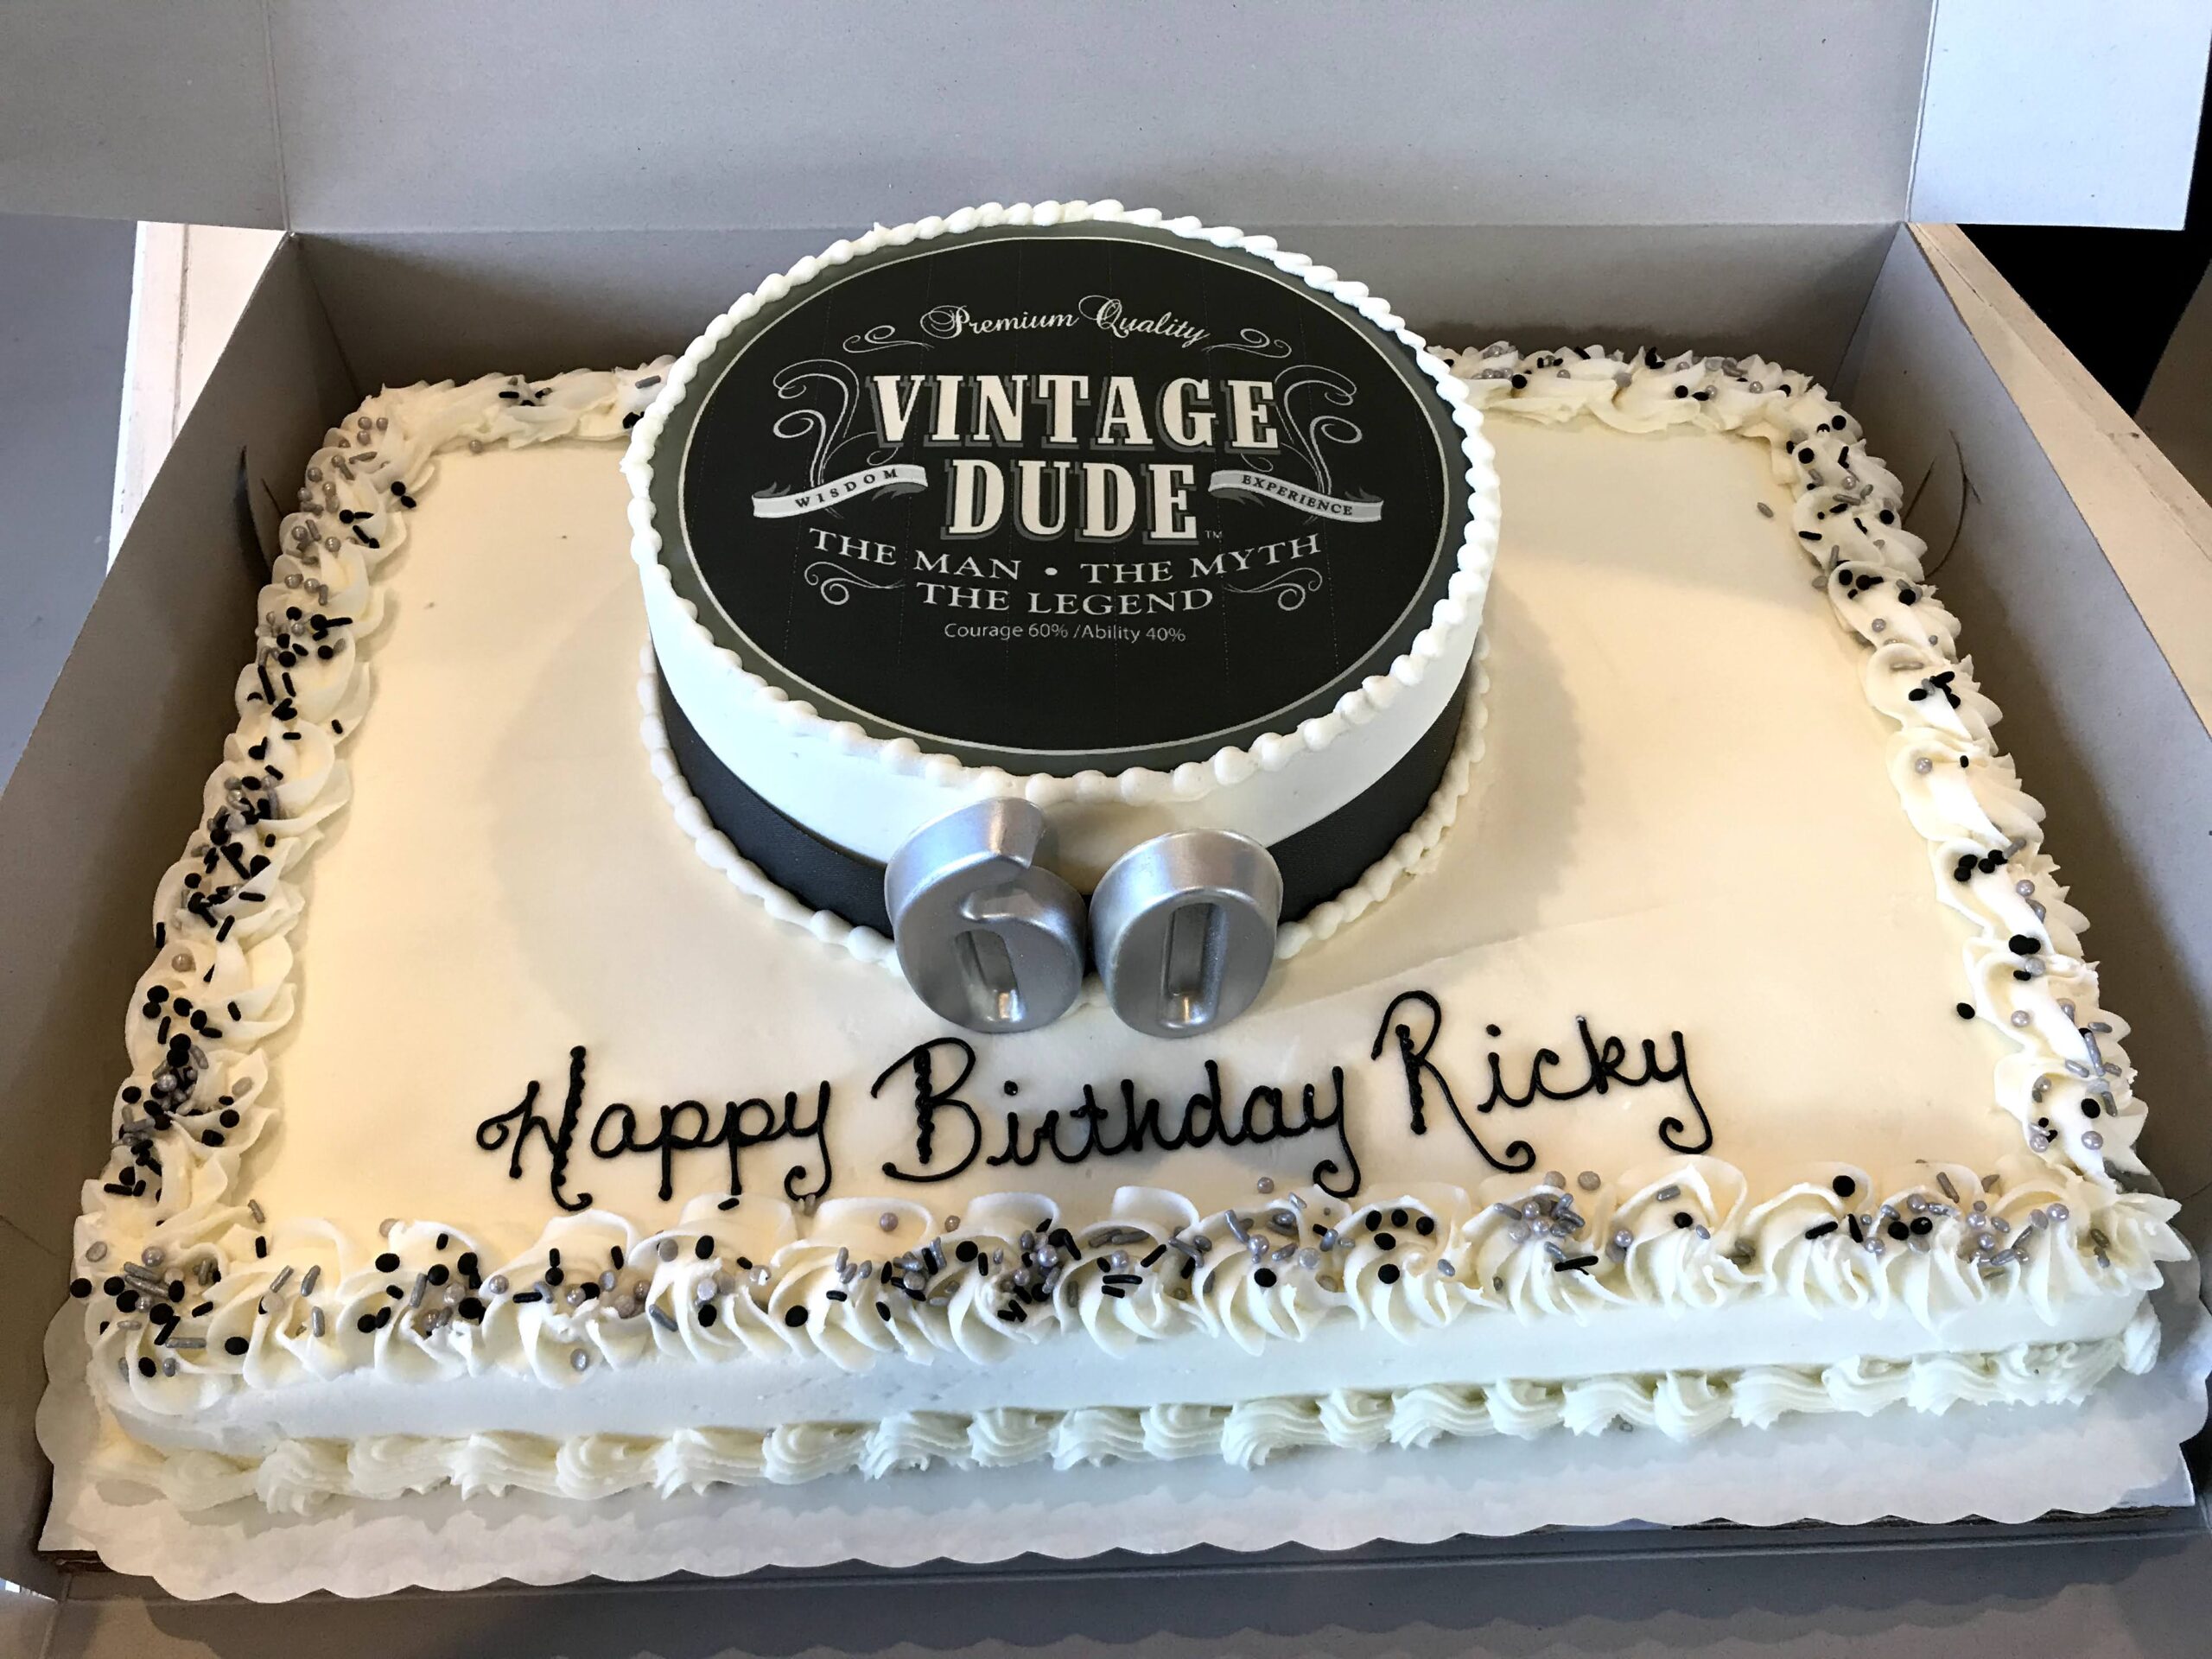 Premium Quality
VINTAGE
DUDE™
WISDOM
EXPERIENCE
THE MAN • THE MYTH
THE LEGEND
Courage 60% /Ability 40%
60
Happy Birthday Ricky